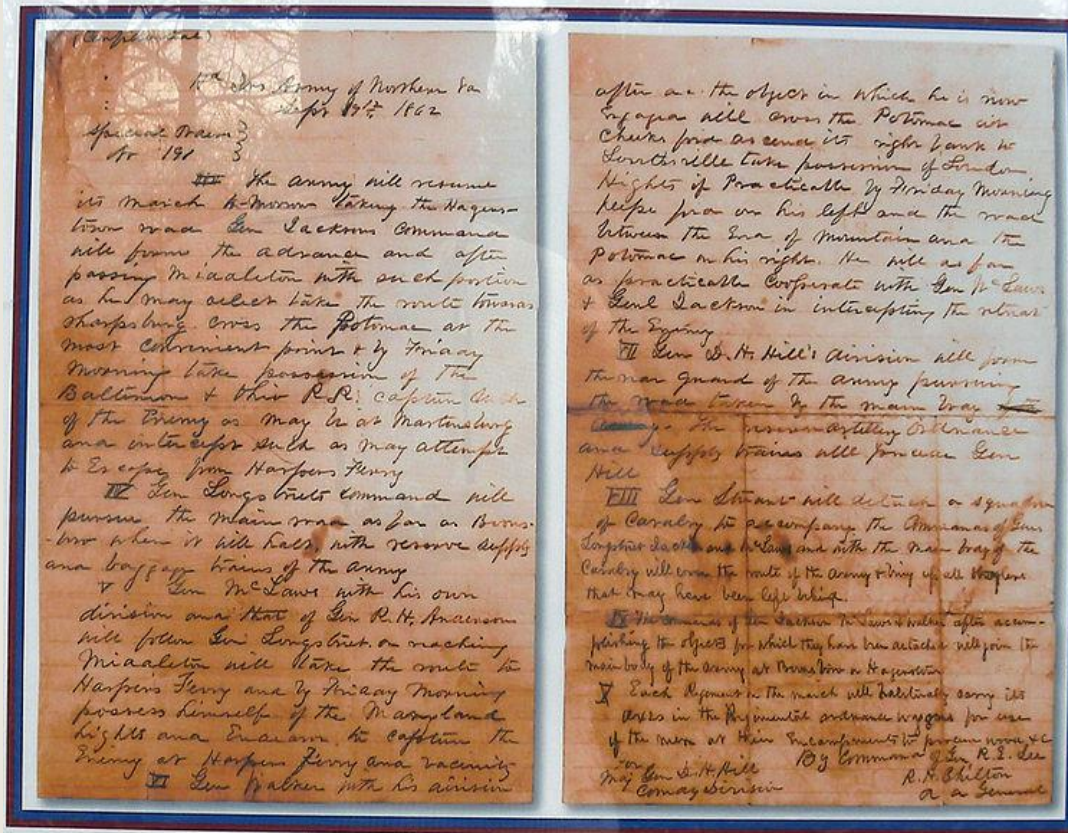 (Confidential)
Hd Qrs Army of Northern Va
Sept 9th 1862
Special Orders
No 191
III The army will resume
its march to-morrow taking the Hagers-
town road Gen Jacksons Command
will form the advance and after
passing Middleton with such portion
as he may select take the route towards
Sharpsburg. cross the Potomac at the
most convenient point & by Friday
Morning take possession of the
Baltimore & Ohio R.R. capture such
of the Enemy as may be at Martinsburg
and intercept such as may attempt
to Escape from Harpers Ferry
IV Gen Longstreets command will
pursue the main road as far as Boons-
-boro where it will halt, with reserve supply
and baggage trains of the army
V Gen McLaws with his own
division and that of Gen R.H. Andersons
will follow Gen Longstreet. on reaching
Middleton will take the route to
Harpers Ferry and by Friday Morning
possess himself of the Maryland
hights and Endeavor to capture the
Enemy at Harpers Ferry and vacinity
VI Gen Walker with his division
after the object in which he is now
Engaged will cross the Potomac at
Cheeks ford ascend its right bank to
Lovettsville take possession of Loudon
Hights if Practicable by Friday Morning
Keeps ford on his left and the road
between the End of Mountain and the
Potomac on his right. He will as far
as practicable Cooperate with Gen McLaws
& Genl Jackson in intercepting the retreat
of the Enemy
VII Gen D. H. Hill's division will form
the rear guard of the army pursuing
the road taken by the main body
The reserve artillery Ordnance
and supply trains will precede Gen
Hill
VIII Gen Stuart will detach a squadron
of Cavalry to accompany the Commands of Gens
Longstreet Jackson and McLaws and with the main body of the
Cavalry will cover the route of the Army & bring up all stragglers
that may have been left behind.
IX The commands of Gen Jackson McLaws & Walker after accom-
plishing the objects for which they have been detached will join the
main body of the army at Boonsboro or Hagerstown
X Each Regiment on the march will habitually carry its
axes in the Regimental ordnance waggons for use
of the men at their Encampments to procure wood &c
By Command of Gen R. E. Lee
For
Maj Gen D. H. Hill
R. H. Chilton
Comdg Division
A A General